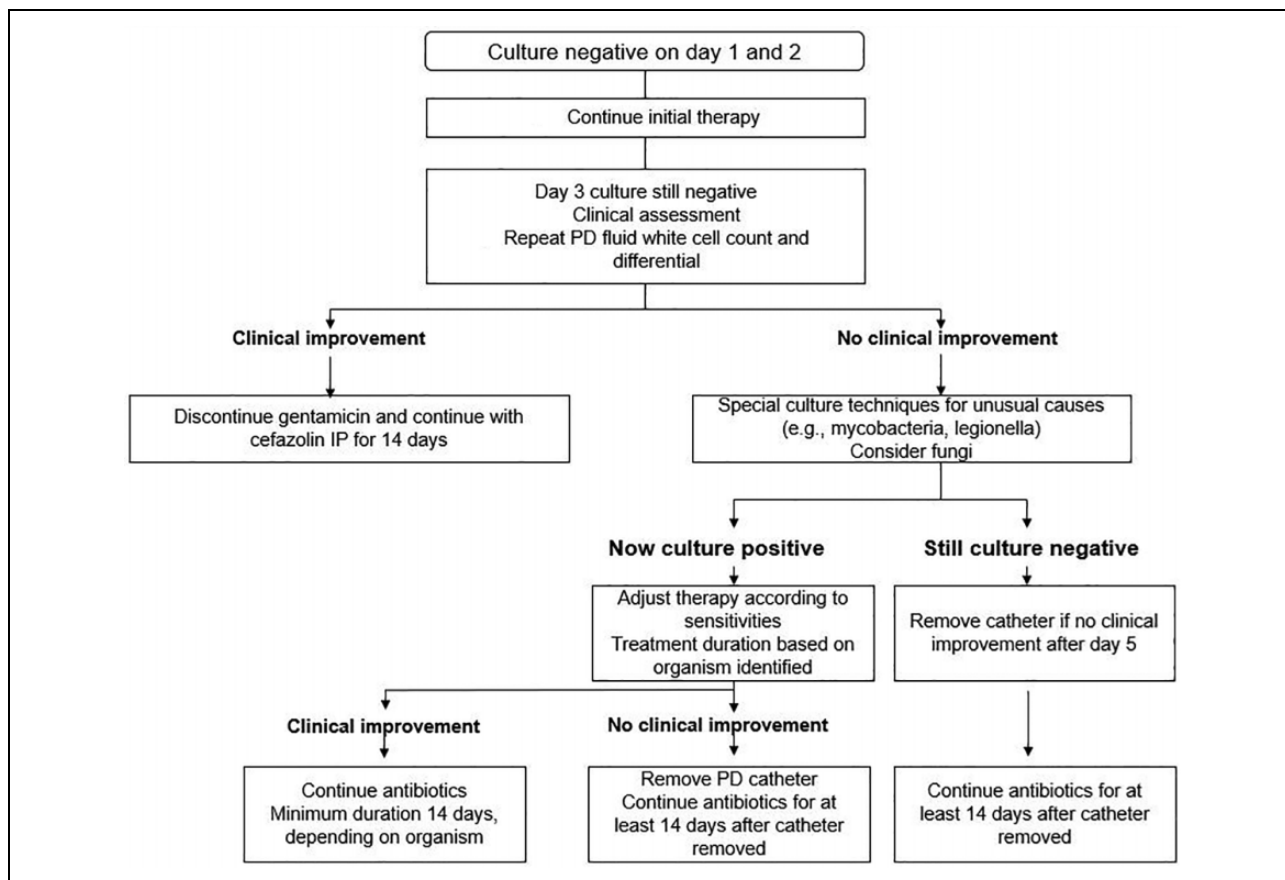 Culture negative on day 1 and 2
Continue initial therapy
Day 3 culture still negative
Clinical assessment
Repeat PD fluid white cell count and
differential
Clinical improvement
No clinical improvement
Discontinue gentamicin and continue with
cefazolin IP for 14 days
Special culture techniques for unusual causes
(e.g., mycobacteria, legionella)
Consider fungi
Now culture positive
Still culture negative
Adjust therapy according to
sensitivities
Treatment duration based on
organism identified
Remove catheter if no clinical
improvement after day 5
Clinical improvement
No clinical improvement
Continue antibiotics
Minimum duration 14 days,
depending on organism
Remove PD catheter
Continue antibiotics for at
least 14 days after catheter
removed
Continue antibiotics for at
least 14 days after catheter
removed